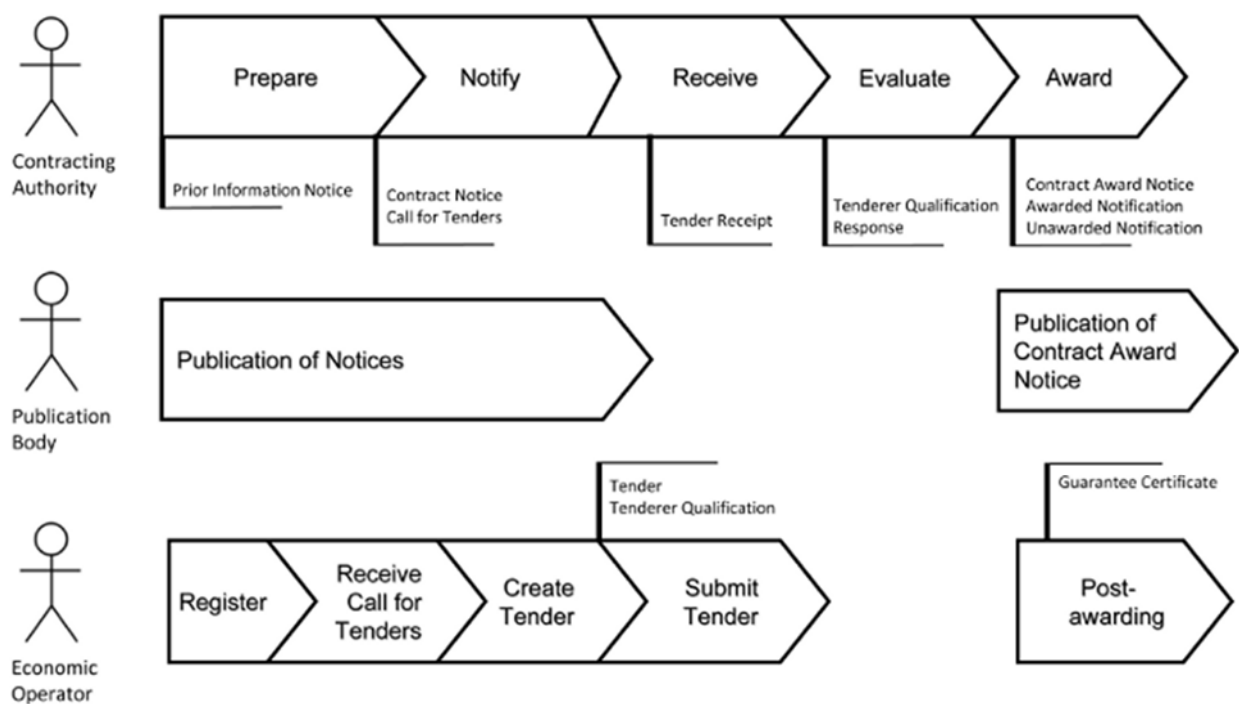 Prepare
Notify
Receive
Evaluate
Award
Contracting
Authority
Prior Information Notice
Contract Notice
Call for Tenders
Tender Receipt
Tenderer Qualification
Response
Contract Award Notice
Awarded Notification
Unawarded Notification
Publication of Notices
Publication of
Contract Award
Notice
Publication
Body
Tender
Tenderer Qualification
Guarantee Certificate
Register
Receive
Call for
Tenders
Create
Tender
Submit
Tender
Post-
awarding
Economic
Operator